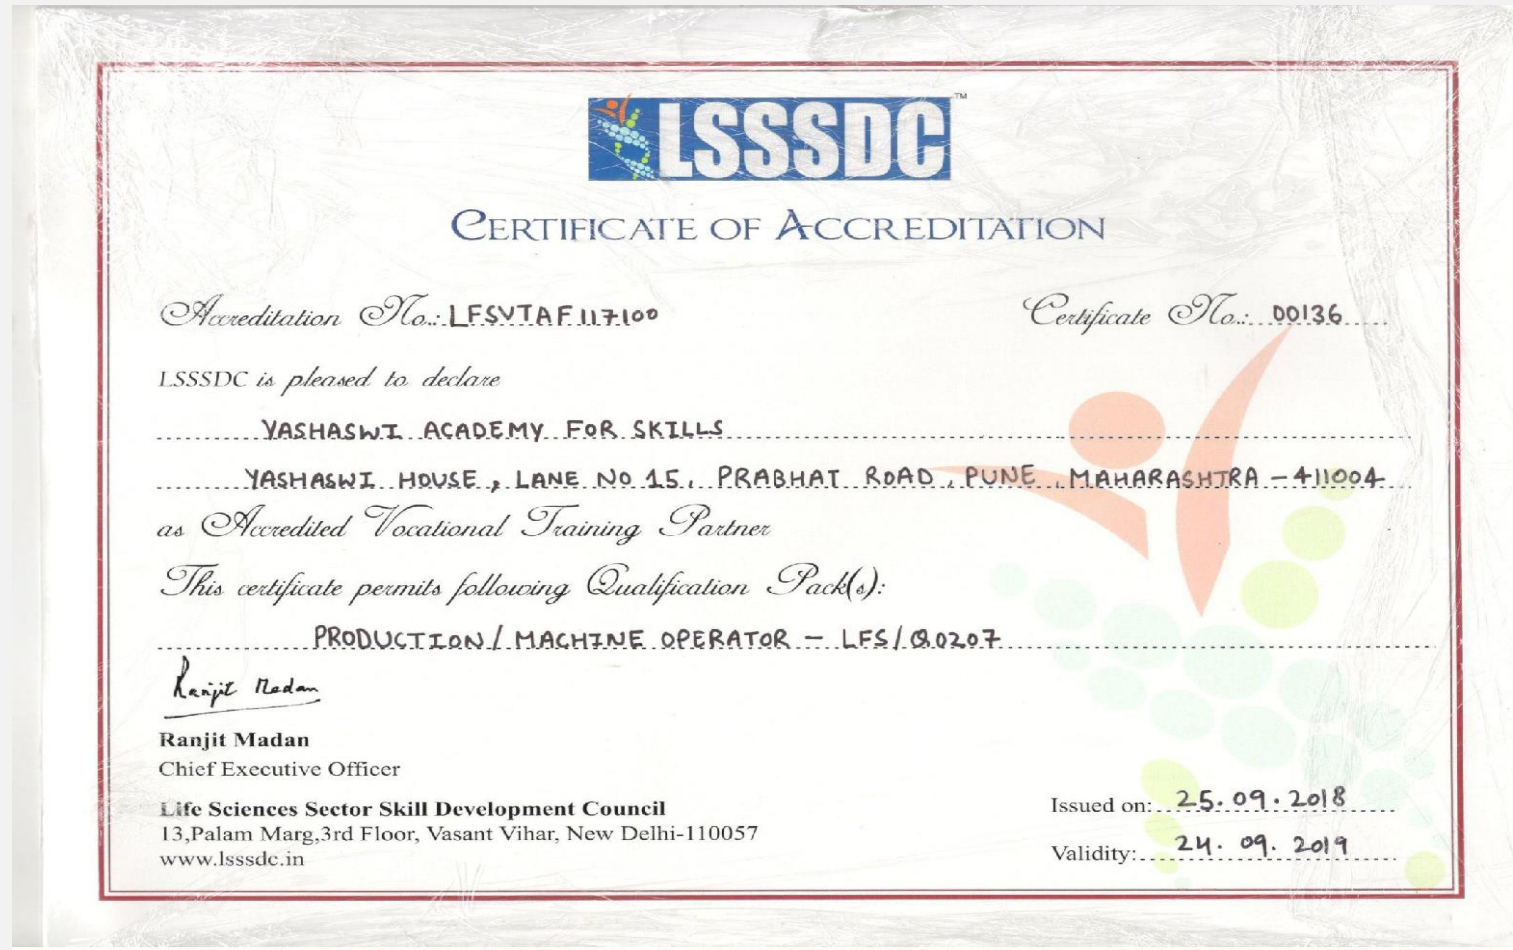 LSSSDC™
CERTIFICATE OF ACCREDITATION
Accreditation No.: LFSVTAF117100 Certificate No.: 00136
LSSSDC is pleased to declare
YASHASWI ACADEMY FOR SKILLS
YASHASWI HOUSE, LANE NO 15, PRABHAT ROAD, PUNE, MAHARASHTRA - 411004
as Accredited Vocational Training Partner
This certificate permits following Qualification Pack(s):
PRODUCTION/MACHINE OPERATOR - LFS/Q0207
Ranjit Madan
Ranjit Madan
Chief Executive Officer
Life Sciences Sector Skill Development Council
13,Palam Marg,3rd Floor, Vasant Vihar, New Delhi-110057
www.lsssdc.in
Issued on: 25.09.2018
Validity: 24.09.2019